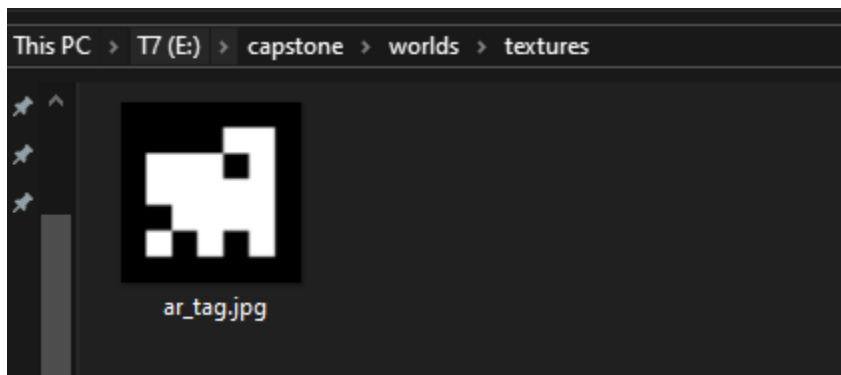 This PC > T7 (E:) > capstone > worlds > textures
ar_tag.jpg